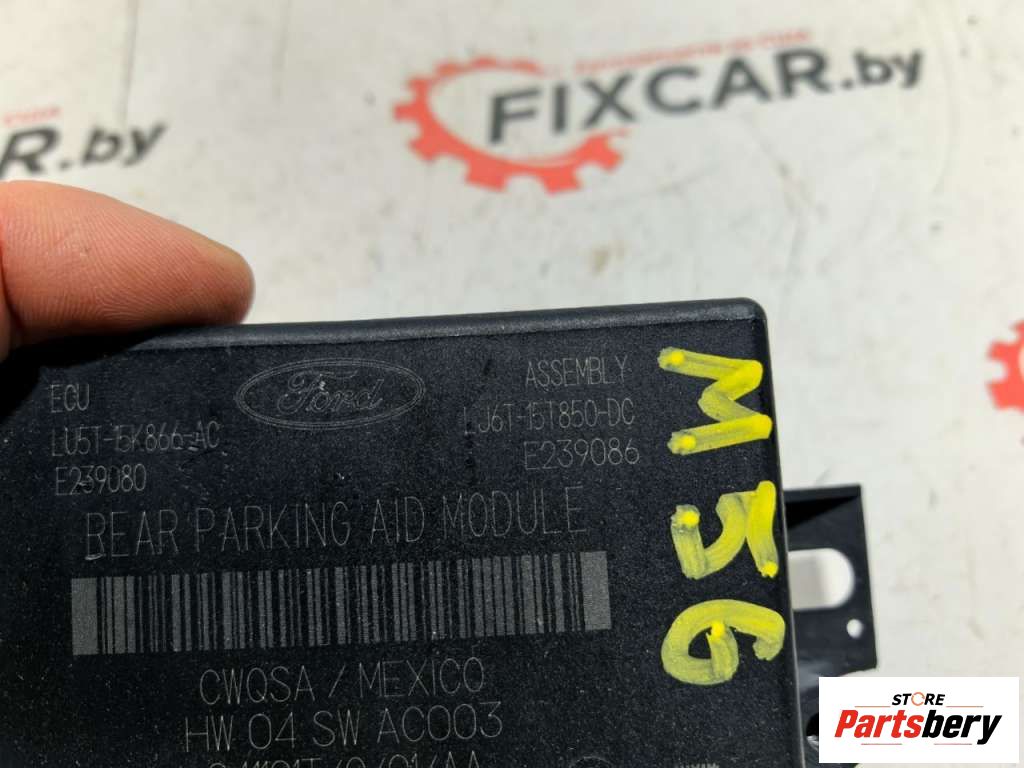 FIXCAR.by
R.by
ECU
LU5T-15K866-AC
E239080
Ford
ASSEMBLY
LJ6T-15T850-DC
E239086
REAR PARKING AID MODULE
CWQSA / MEXICO
HW 04 SW AC003
M56
STORE
Partsbery